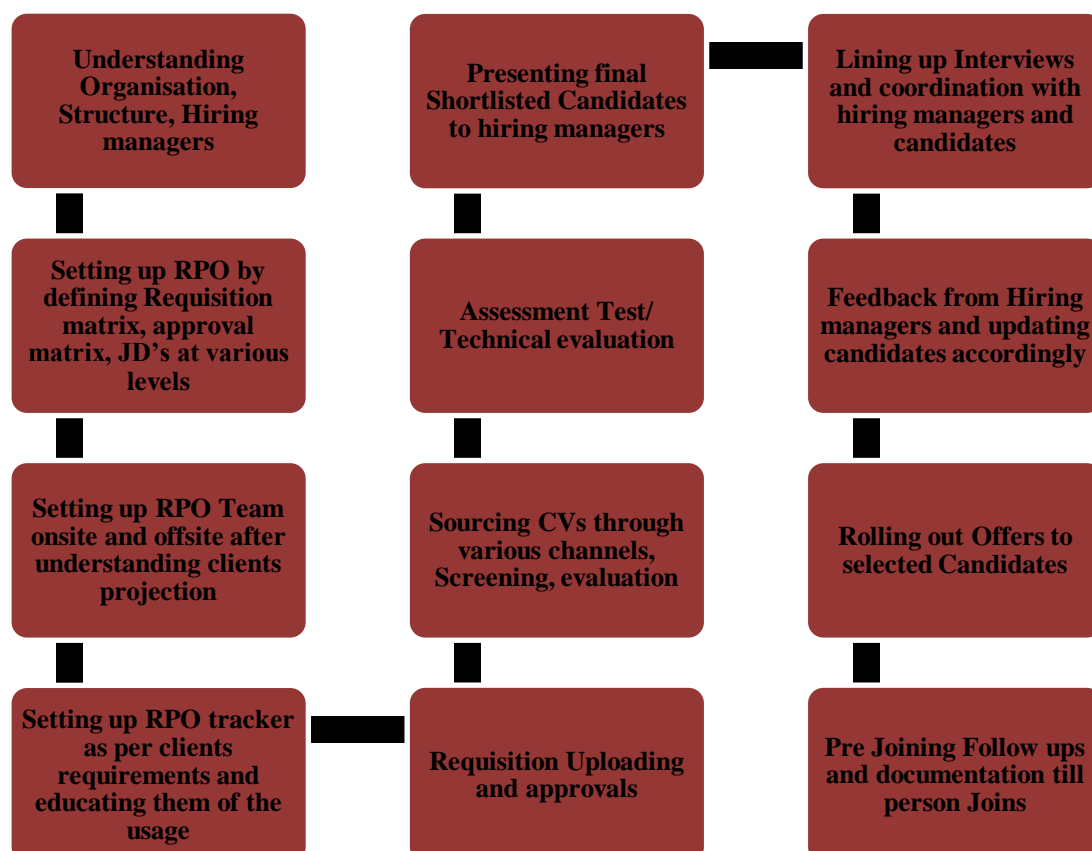 Understanding
Organisation,
Structure, Hiring
managers
Setting up RPO by
defining Requisition
matrix, approval
matrix, JD’s at various
levels
Setting up RPO Team
onsite and offsite after
understanding clients
projection
Setting up RPO tracker
as per clients
requirements and
educating them of the
usage
Requisition Uploading
and approvals
Sourcing CVs through
various channels,
Screening, evaluation
Assessment Test/
Technical evaluation
Presenting final
Shortlisted Candidates
to hiring managers
Lining up Interviews
and coordination with
hiring managers and
candidates
Feedback from Hiring
managers and updating
candidates accordingly
Rolling out Offers to
selected Candidates
Pre Joining Follow ups
and documentation till
person Joins